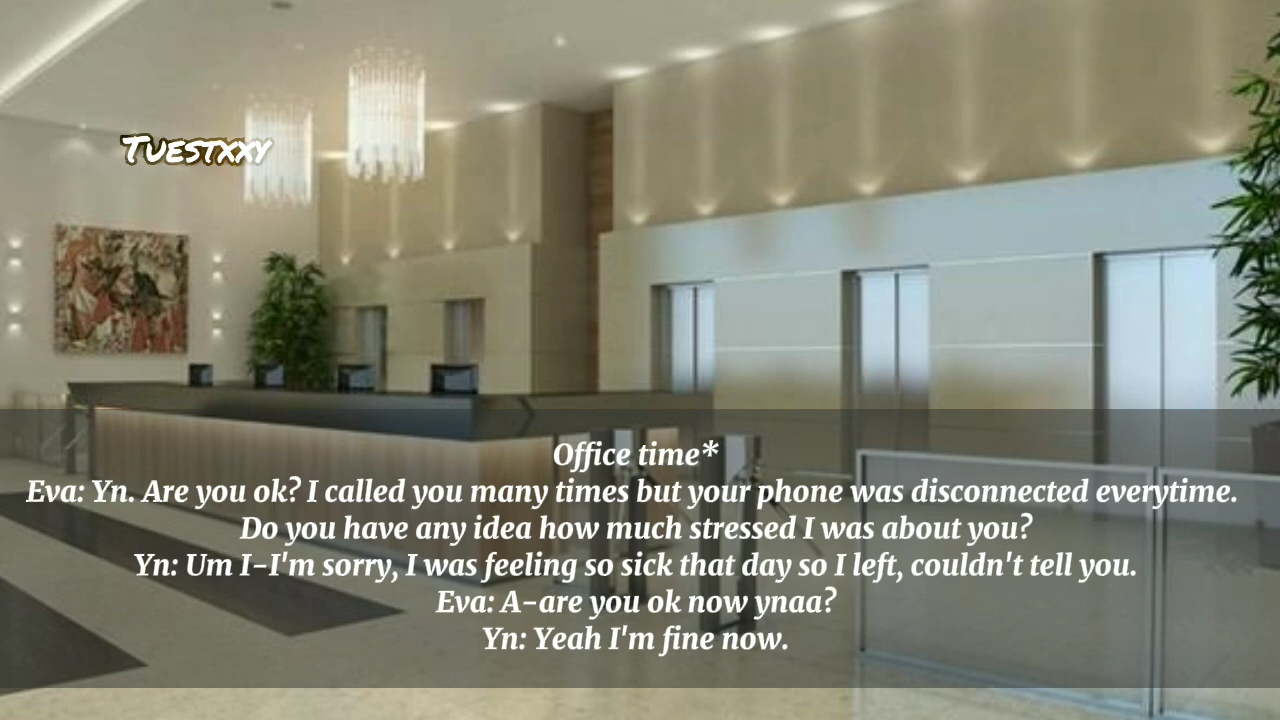 Tuestxxy
Office time*
Eva: Yn. Are you ok? I called you many times but your phone was disconnected everytime.
Do you have any idea how much stressed I was about you?
Yn: Um I-I'm sorry, I was feeling so sick that day so I left, couldn't tell you.
Eva: A-are you ok now ynaa?
Yn: Yeah I'm fine now.